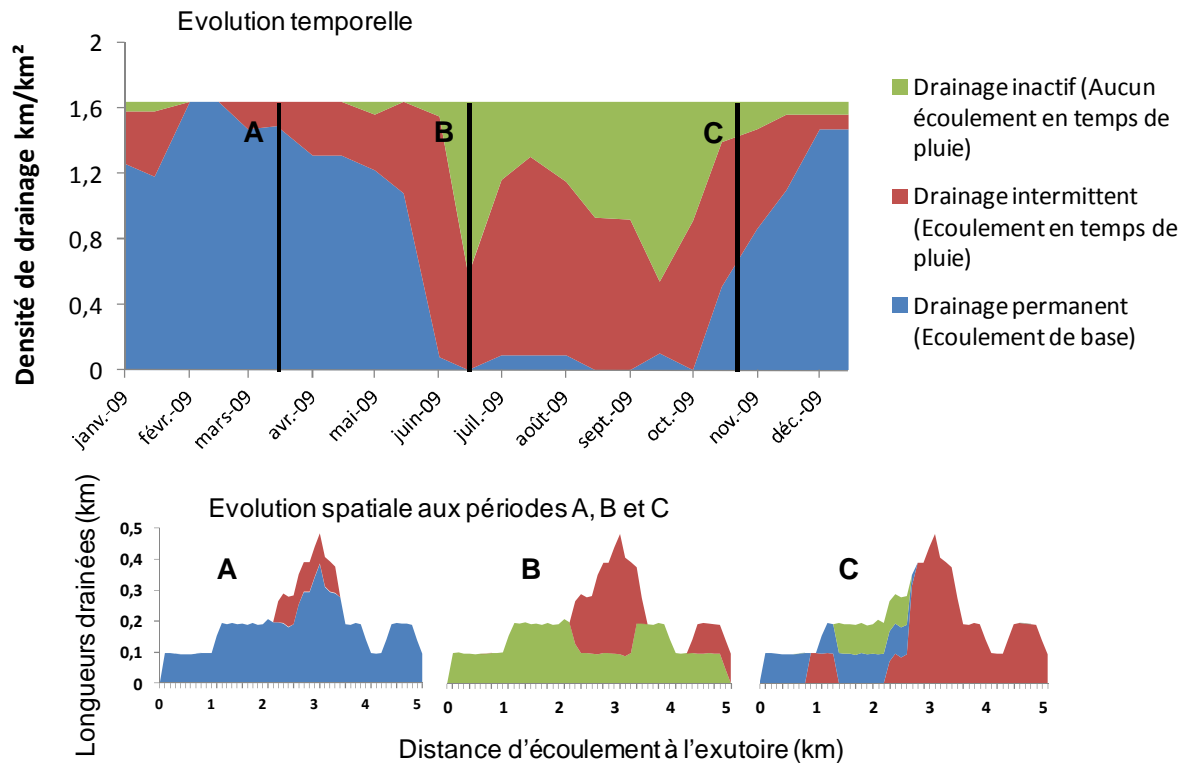 Evolution temporelle
Densité de drainage km/km²
2
1,6
1,2
0,8
0,4
0
A
B
C
janv.-09
févr.-09
mars-09
avr.-09
mai-09
juin-09
juil.-09
août-09
sept.-09
oct.-09
nov.-09
déc.-09
Drainage inactif (Aucun
écoulement en temps de
pluie)
Drainage intermittent
(Ecoulement en temps de
pluie)
Drainage permanent
(Ecoulement de base)
Evolution spatiale aux périodes A, B et C
Longueurs drainées (km)
0,5
0,4
0,3
0,2
0,1
0
A
B
C
0 1 2 3 4 5
0 1 2 3 4 5
0 1 2 3 4 5
Distance d'écoulement à l'exutoire (km)